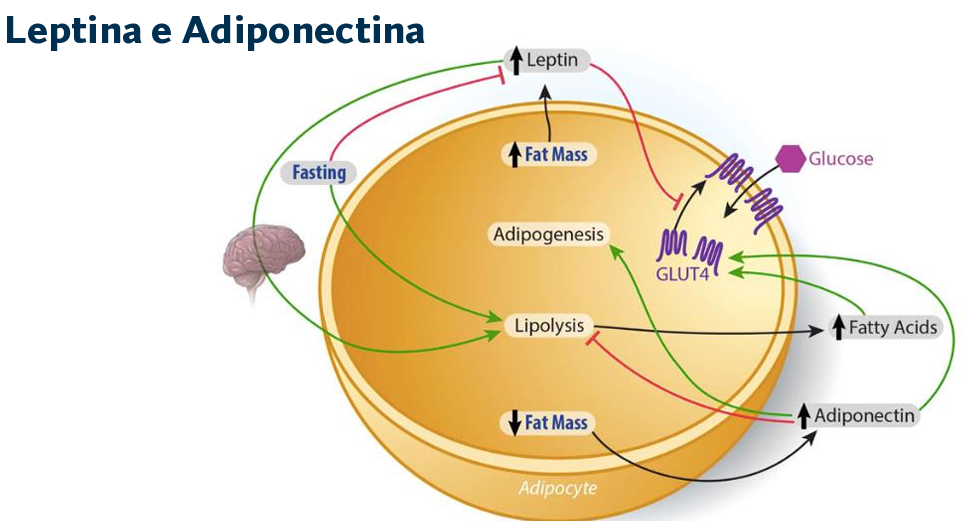 Leptina e Adiponectina
Leptin
Fat Mass
Glucose
Fasting
Adipogenesis
GLUT4
Lipolysis
Fatty Acids
Adiponectin
Fat Mass
Adipocyte